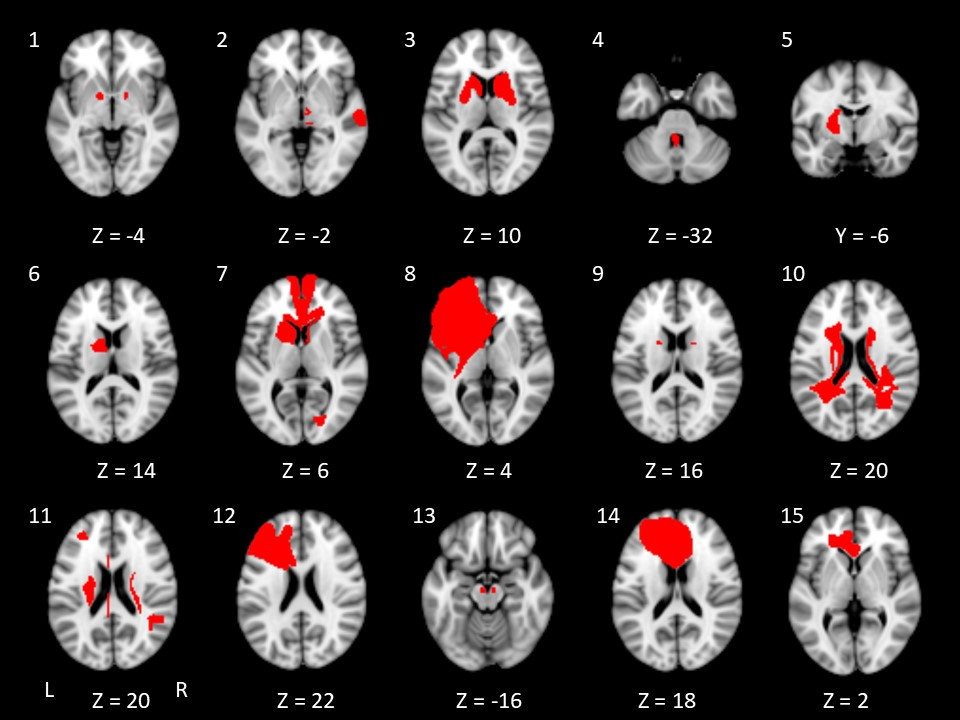 1 2 3 4 5
Z = -4 Z = -2 Z = 10 Z = -32 Y = -6
6 7 8 9 10
Z = 14 Z = 6 Z = 4 Z = 16 Z = 20
11 12 13 14 15
L R
Z = 20 Z = 22 Z = -16 Z = 18 Z = 2